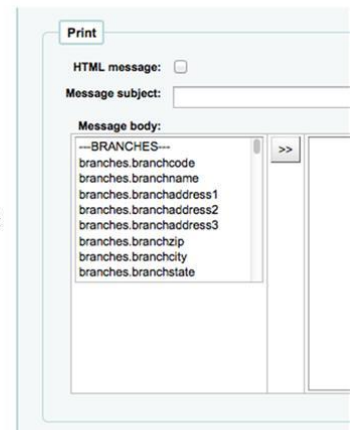 Print
HTML message:
Message subject:
Message body:
---BRANCHES---
>>
branches.branchcode
branches.branchname
branches.branchaddress1
branches.branchaddress2
branches.branchaddress3
branches.branchzip
branches.branchcity
branches.branchstate